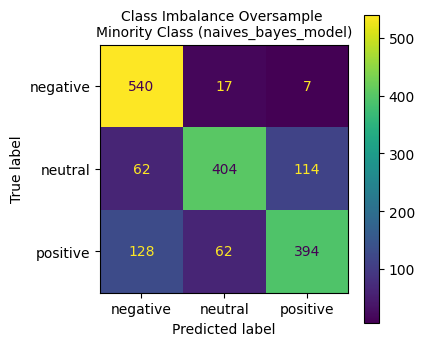 Class Imbalance Oversample
Minority Class (naives_bayes_model)
True label
negative 540 17 7
neutral 62 404 114
positive 128 62 394
negative neutral positive
Predicted label
500
400
300
200
100